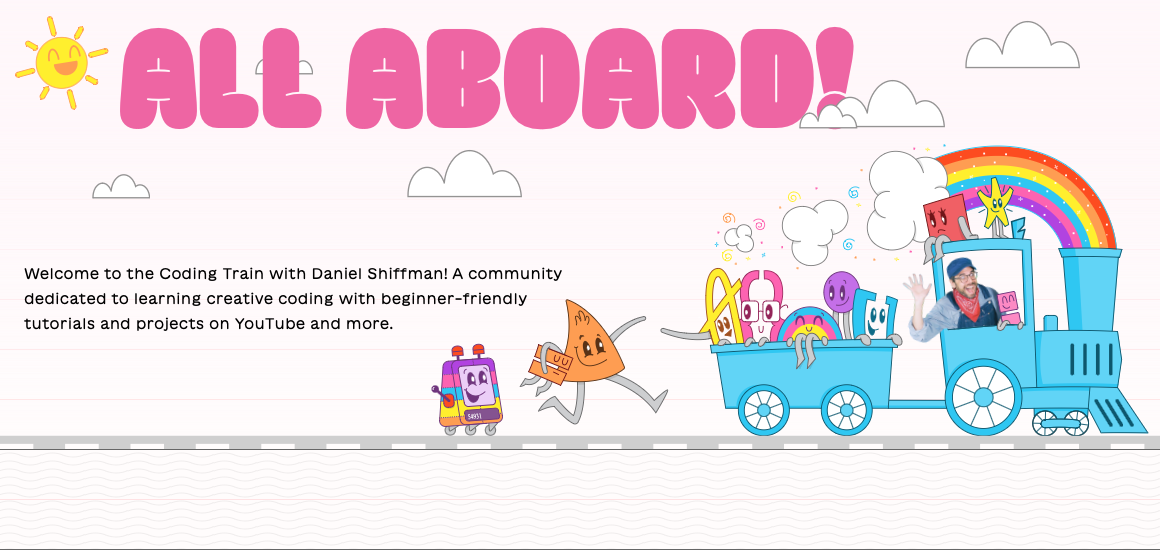 ALL ABOARD!
Welcome to the Coding Train with Daniel Shiffman! A community
dedicated to learning creative coding with beginner-friendly
tutorials and projects on YouTube and more.